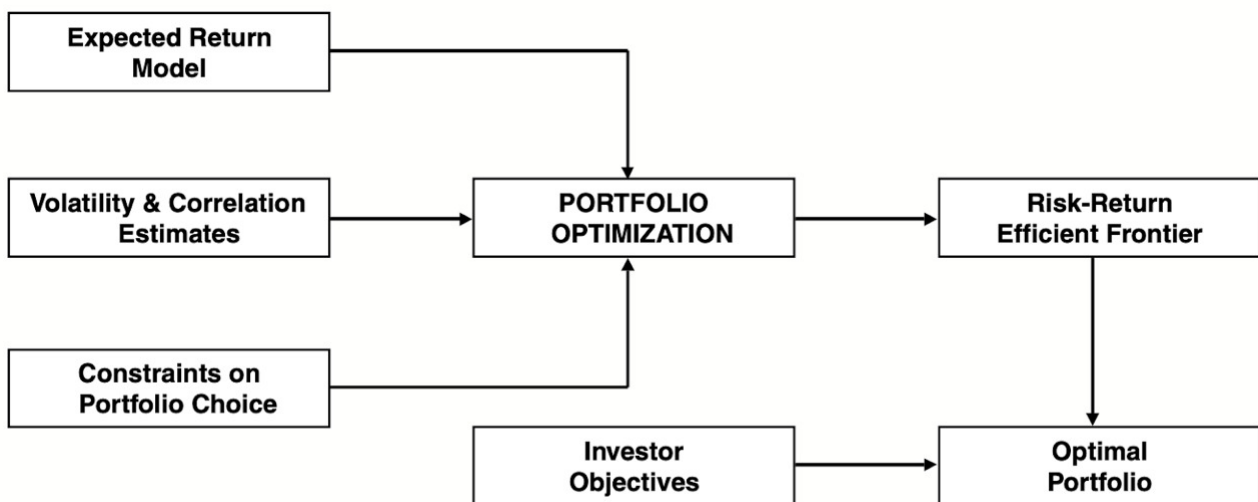 Expected Return
Model
Volatility & Correlation
Estimates
PORTFOLIO
OPTIMIZATION
Risk-Return
Efficient Frontier
Constraints on
Portfolio Choice
Investor
Objectives
Optimal
Portfolio